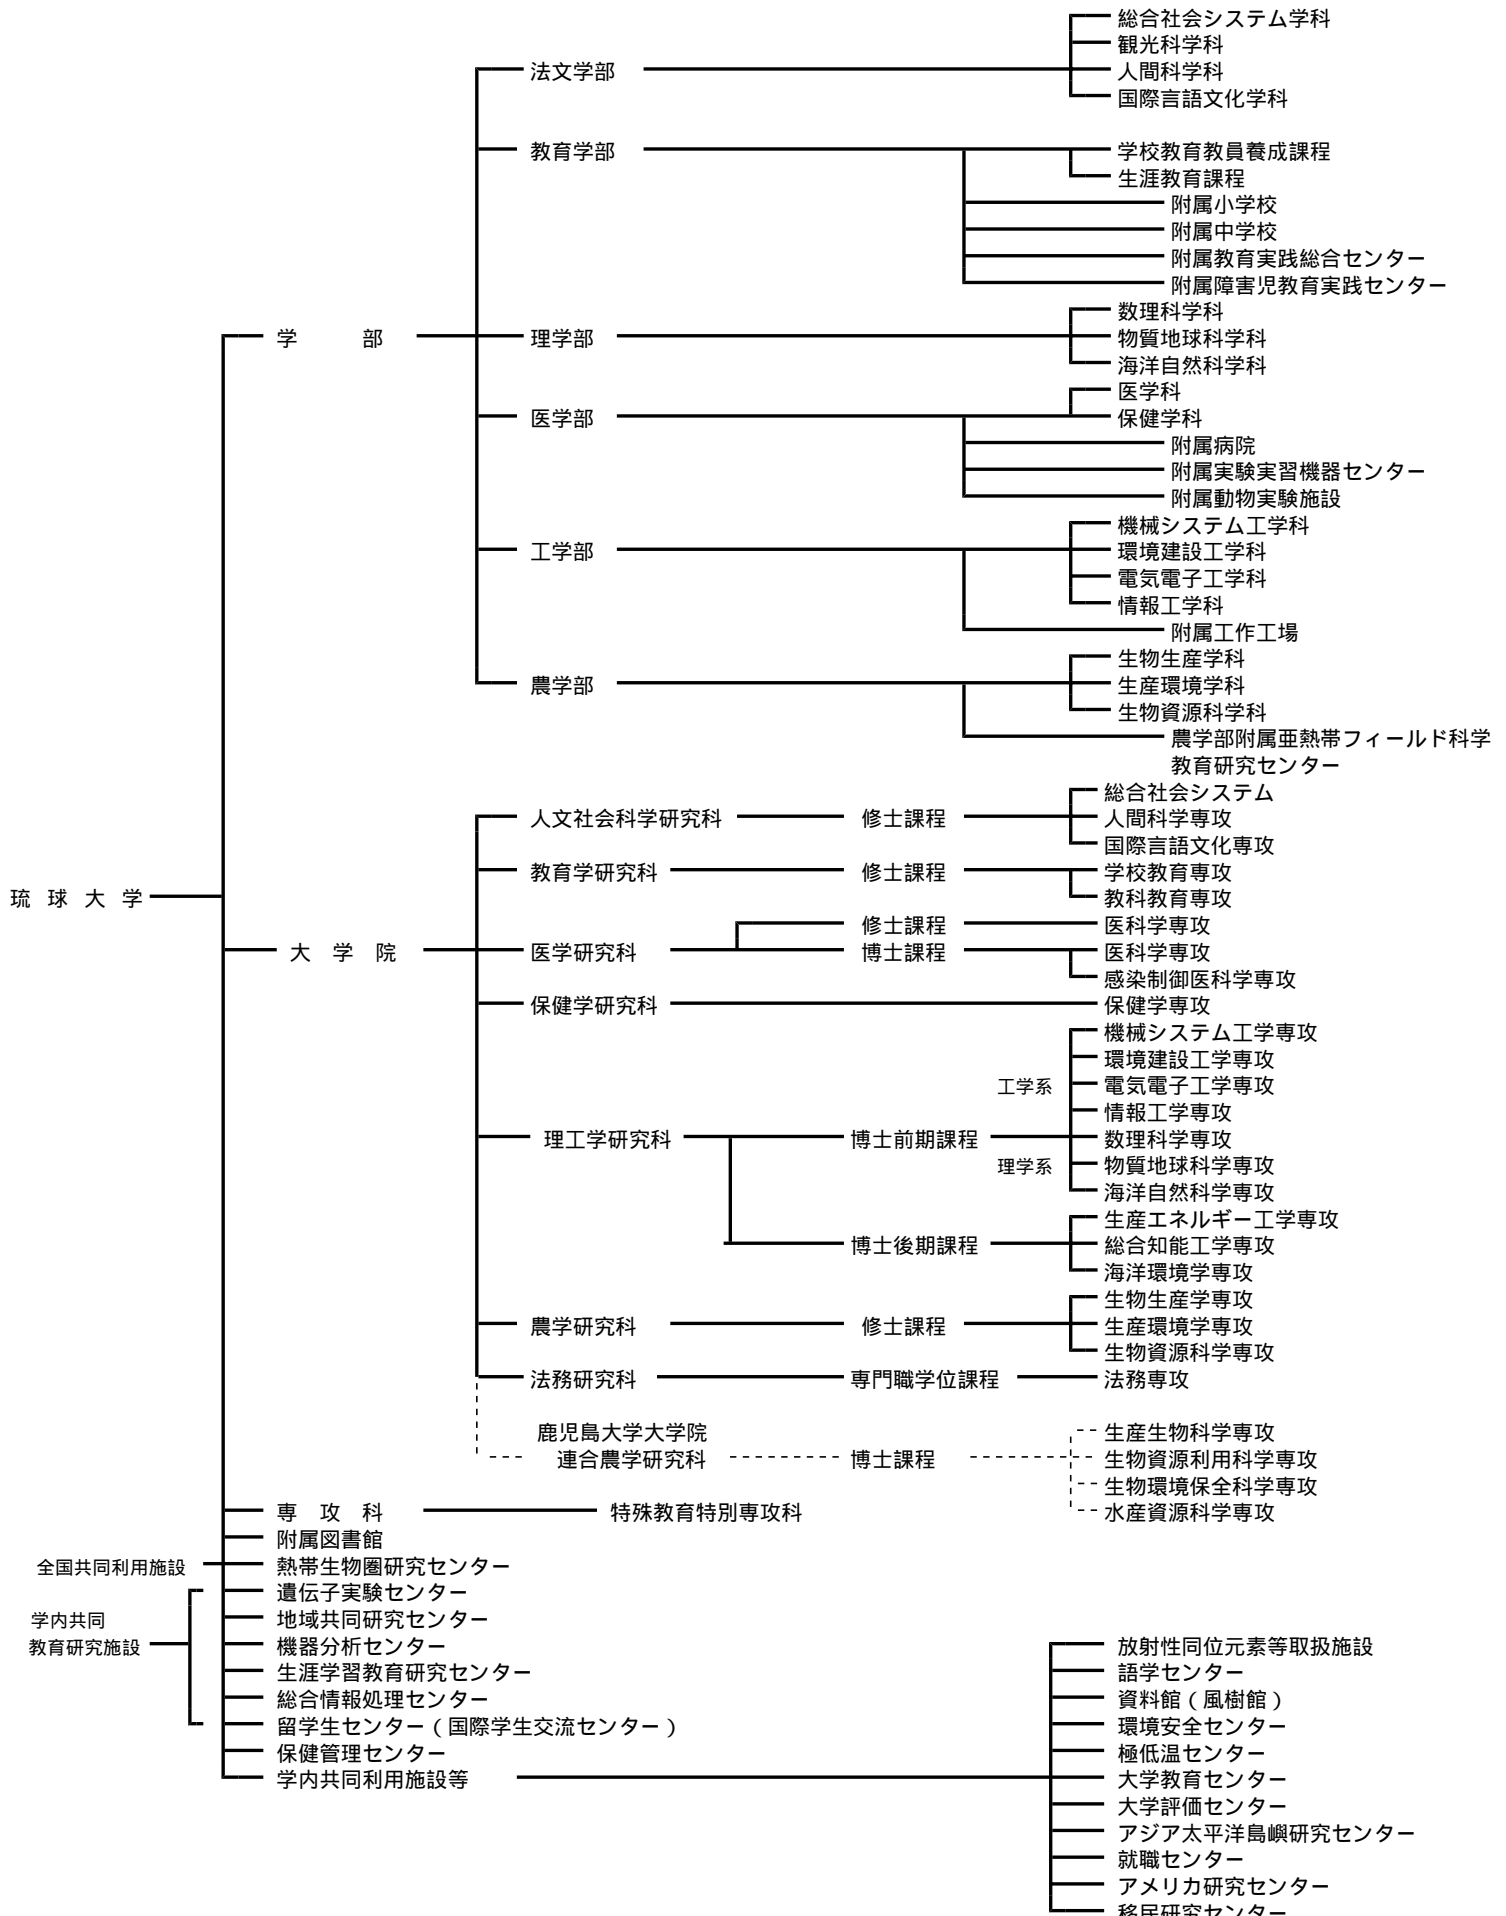 総合社会システム学科
観光科学科
法文学部 人間科学科
国際言語文化学科
教育学部 学校教育教員養成課程
生涯教育課程
附属小学校
附属中学校
附属教育実践総合センター
附属障害児教育実践センター
数理科学科
学 部 理学部 物質地球科学科
海洋自然科学科
医学科
医学部 保健学科
附属病院
附属実験実習機器センター
附属動物実験施設
機械システム工学科
工学部 環境建設工学科
電気電子工学科
情報工学科
附属工作工場
生物生産学科
農学部 生産環境学科
生物資源科学科
農学部附属亜熱帯フィールド科学
教育研究センター
総合社会システム
人文社会科学研究科 修士課程 人間科学専攻
国際言語文化専攻
教育学研究科 修士課程 学校教育専攻
琉 球 大 学 教科教育専攻
修士課程 医科学専攻
大 学 院 医学研究科 博士課程 医科学専攻
感染制御医科学専攻
保健学研究科 保健学専攻
機械システム工学専攻
環境建設工学専攻
工学系 電気電子工学専攻
情報工学専攻
理工学研究科 博士前期課程 数理科学専攻
理学系 物質地球科学専攻
海洋自然科学専攻
生産エネルギー工学専攻
博士後期課程 総合知能工学専攻
海洋環境学専攻
生物生産学専攻
農学研究科 修士課程 生産環境学専攻
生物資源科学専攻
法務研究科 専門職学位課程 法務専攻
鹿児島大学大学院 生産生物科学専攻
連合農学研究科 博士課程 生物資源利用科学専攻
生物環境保全科学専攻
専 攻 科 特殊教育特別専攻科 水産資源科学専攻
附属図書館
全国共同利用施設 熱帯生物圏研究センター
遺伝子実験センター
学内共同 地域共同研究センター
教育研究施設 機器分析センター 放射性同位元素等取扱施設
生涯学習教育研究センター 語学センター
総合情報処理センター 資料館（風樹館）
留学生センター（国際学生交流センター） 環境安全センター
保健管理センター 極低温センター
学内共同利用施設等 大学教育センター
大学評価センター
アジア太平洋島嶼研究センター
就職センター
アメリカ研究センター
移民研究センター